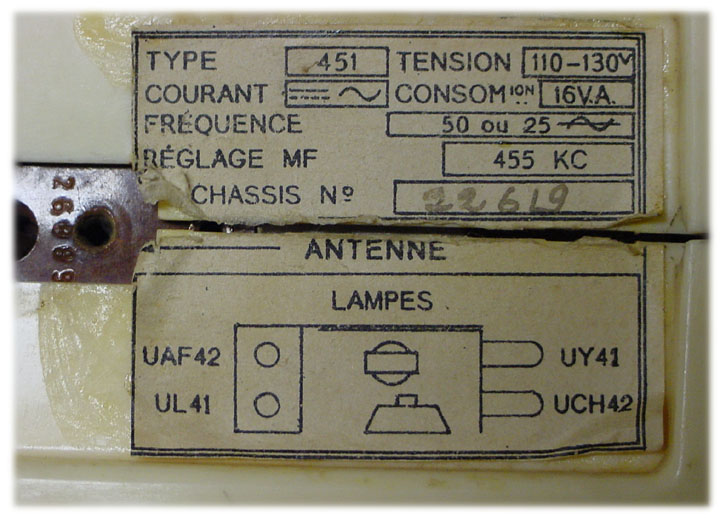 TYPE 451 TENSION 110-130V
COURANT CONSOMION 16V.A.
FRÉQUENCE 50 ou 25
RÉGLAGE MF 455 KC
CHASSIS Nº 22619
ANTENNE
LAMPES
UAF42 UY41
UL41 UCH42